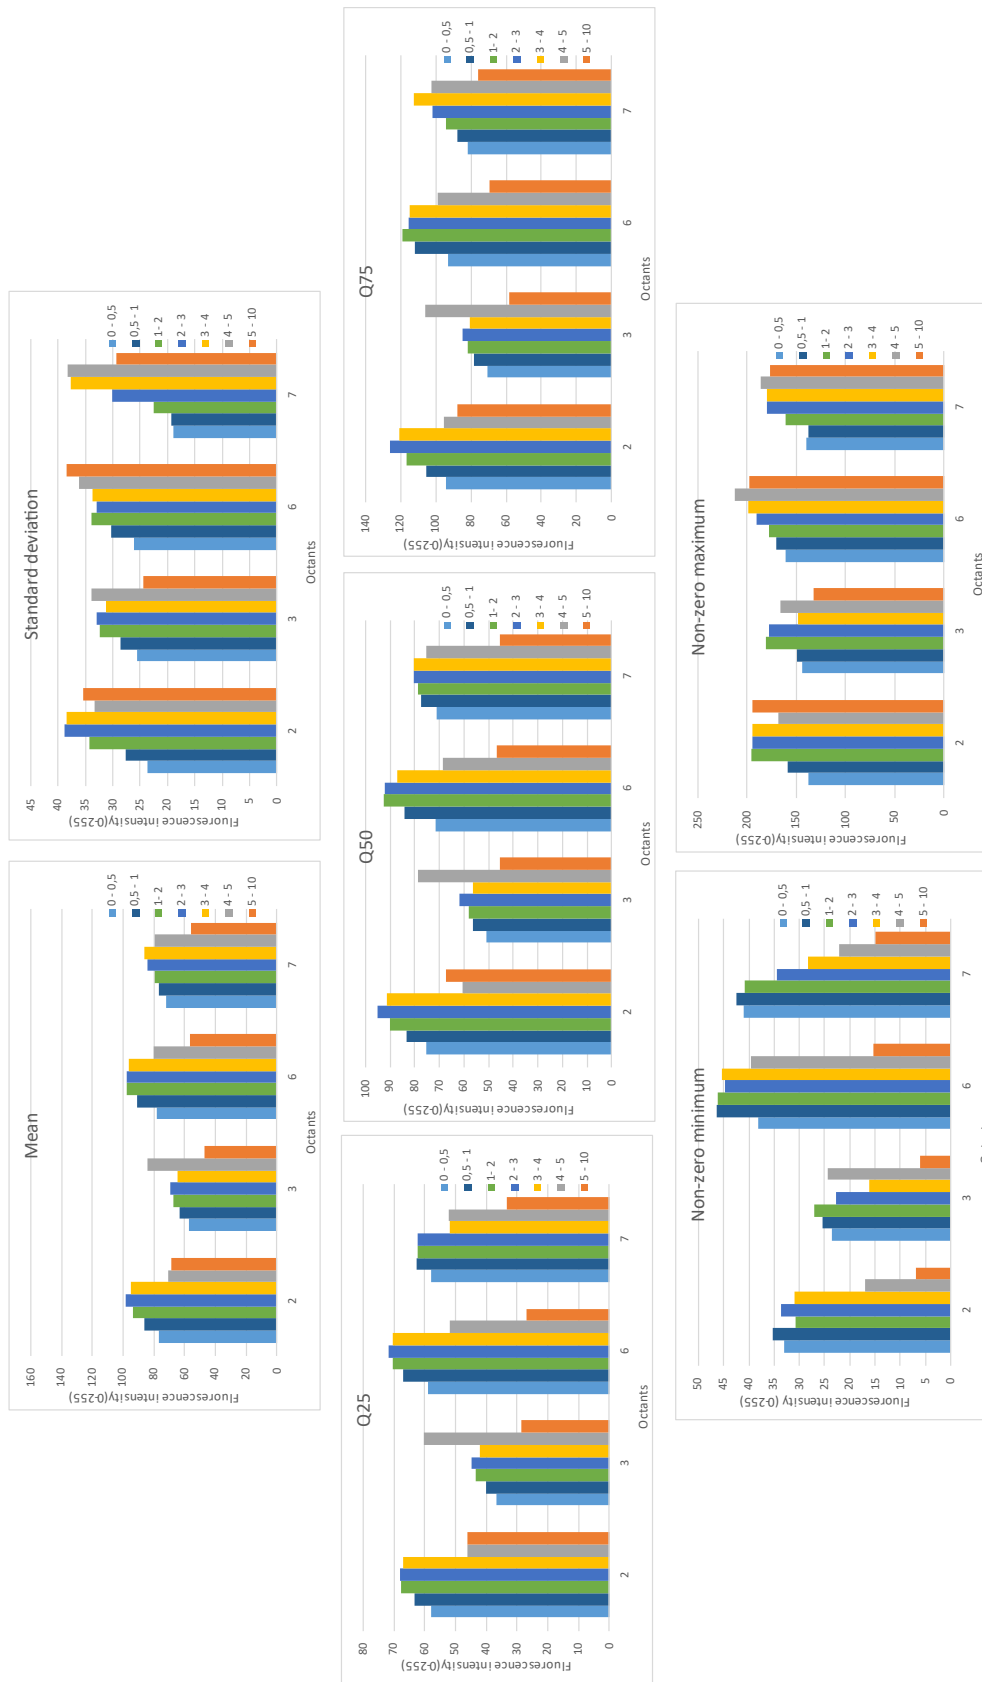 Mean
Fluorescence intensity(0-255)
160
140
120
100
80
60
40
20
0
2 3 6 7
Octants
0 - 0,5
0,5 - 1
1- 2
2 - 3
3 - 4
4 - 5
5 - 10
Standard deviation
Fluorescence intensity(0-255)
45
40
35
30
25
20
15
10
5
0
2 3 6 7
Octants
0 - 0,5
0,5 - 1
1- 2
2 - 3
3 - 4
4 - 5
5 - 10
Q25
Fluorescence intensity(0-255)
80
70
60
50
40
30
20
10
0
2 3 6 7
Octants
0 - 0,5
0,5 - 1
1- 2
2 - 3
3 - 4
4 - 5
5 - 10
Q50
Fluorescence intensity(0-255)
100
90
80
70
60
50
40
30
20
10
0
2 3 6 7
Octants
0 - 0,5
0,5 - 1
1- 2
2 - 3
3 - 4
4 - 5
5 - 10
Q75
Fluorescence intensity(0-255)
140
120
100
80
60
40
20
0
2 3 6 7
Octants
0 - 0,5
0,5 - 1
1- 2
2 - 3
3 - 4
4 - 5
5 - 10
Non-zero minimum
Fluorescence intensity (0-255)
50
45
40
35
30
25
20
15
10
5
0
2 3 6 7
0 - 0,5
0,5 - 1
1- 2
2 - 3
3 - 4
4 - 5
5 - 10
Non-zero maximum
Fluorescence intensity(0-255)
250
200
150
100
50
0
2 3 6 7
Octants
0 - 0,5
0,5 - 1
1- 2
2 - 3
3 - 4
4 - 5
5 - 10